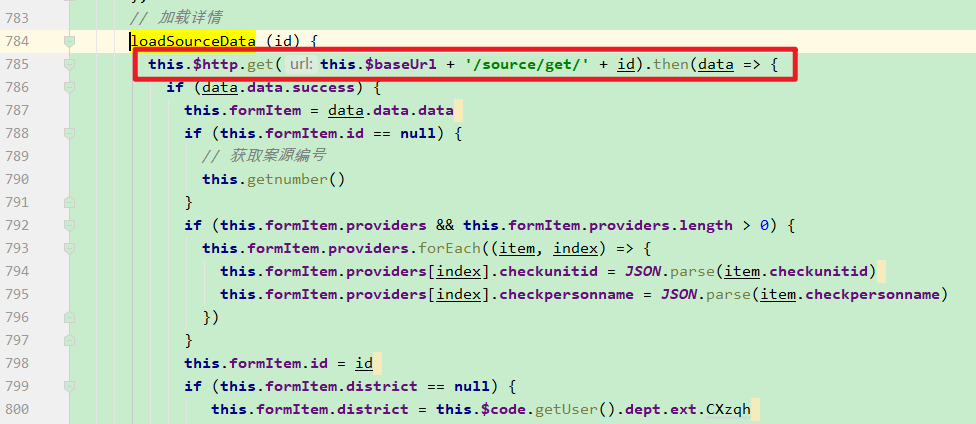 783 // 加载详情
784 loadSourceData (id) {
785 this.$http.get( url: this.$baseUrl + '/source/get/' + id).then(data => {
786 if (data.data.success) {
787 this.formItem = data.data.data
788 if (this.formItem.id == null) {
789 // 获取案源编号
790 this.getnumber()
791 }
792 if (this.formItem.providers && this.formItem.providers.length > 0) {
793 this.formItem.providers.forEach((item, index) => {
794 this.formItem.providers[index].checkunitid = JSON.parse(item.checkunitid)
795 this.formItem.providers[index].checkpersonname = JSON.parse(item.checkpersonname)
796 })
797 }
798 this.formItem.id = id
799 if (this.formItem.district == null) {
800 this.formItem.district = this.$code.getUser().dept.ext.CXzqh